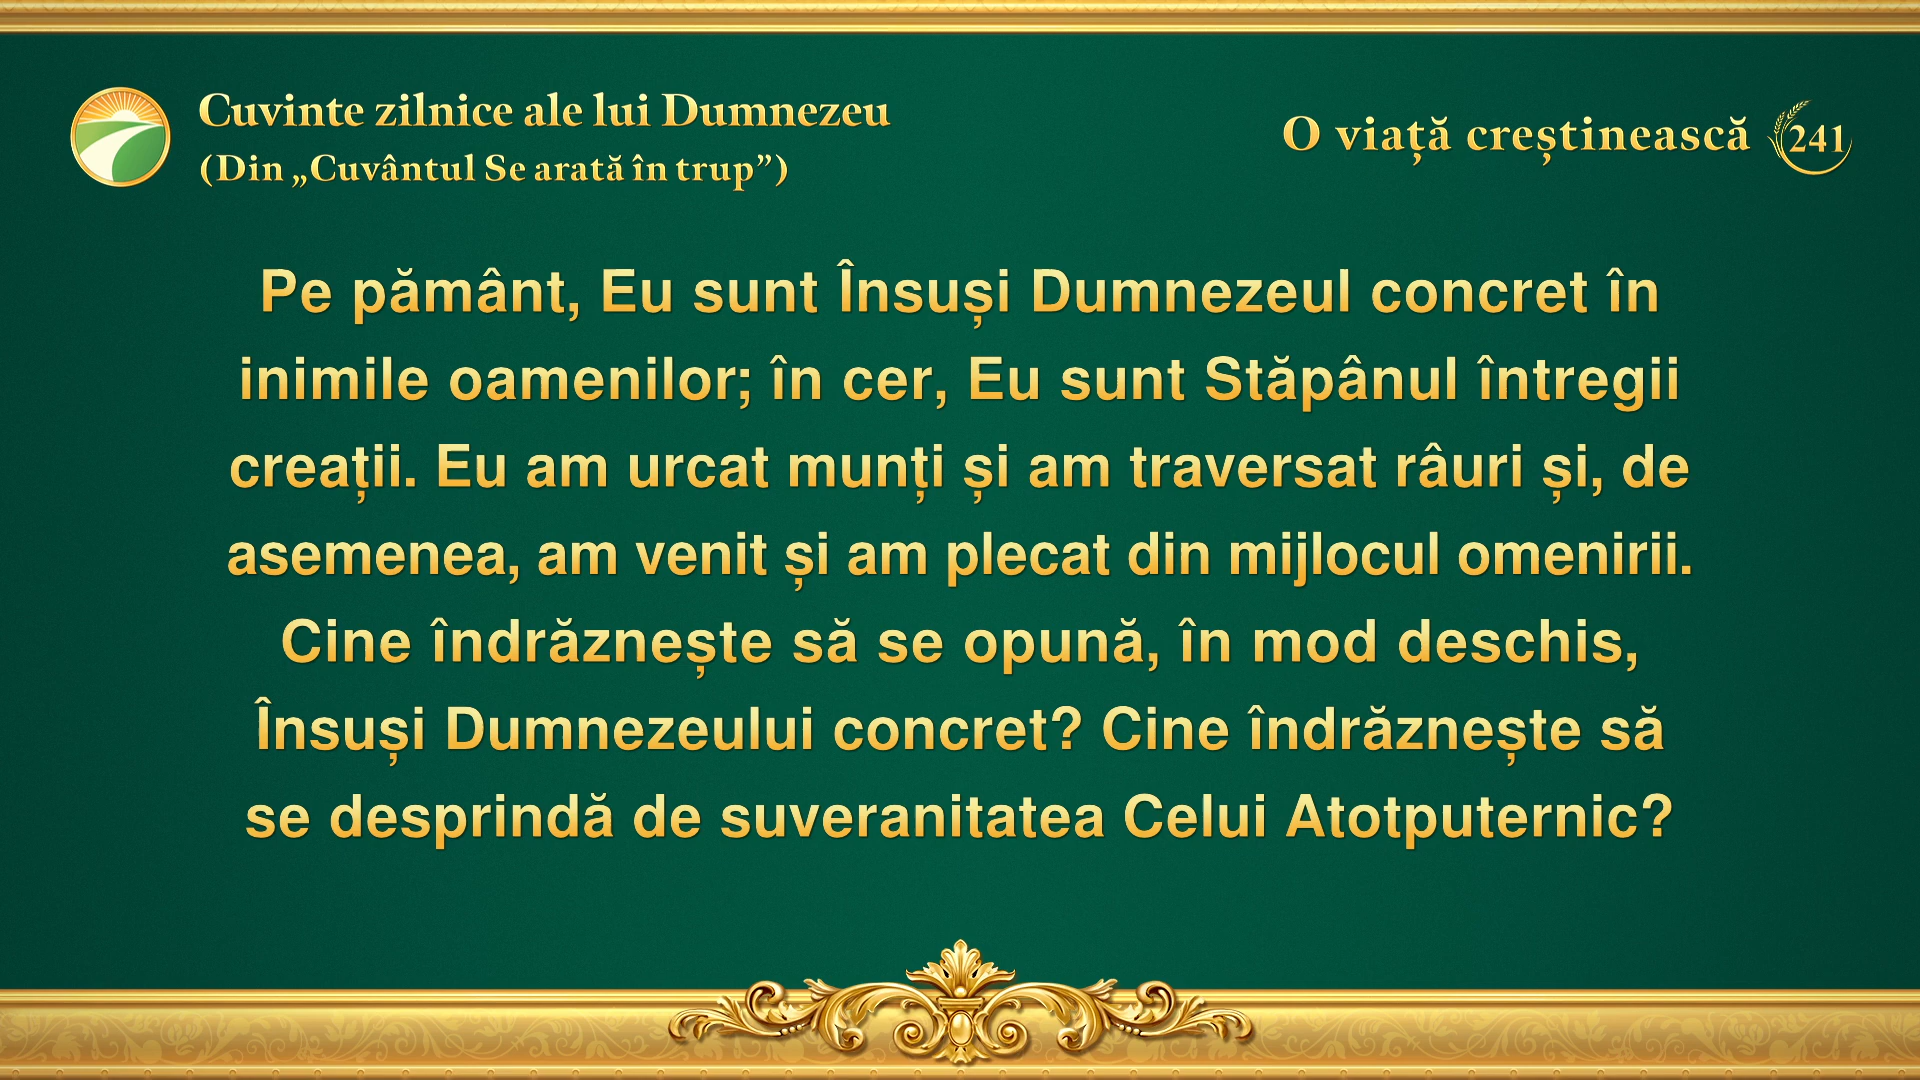 Cuvinte zilnice ale lui Dumnezeu
(Din „Cuvântul Se arată în trup”)
O viață creștinească 241
Pe pământ, Eu sunt Însuși Dumnezeul concret în
inimile oamenilor; în cer, Eu sunt Stăpânul întregii
creații. Eu am urcat munți și am traversat râuri și, de
asemenea, am venit și am plecat din mijlocul omenirii.
Cine îndrăznește să se opună, în mod deschis,
Însuși Dumnezeului concret? Cine îndrăznește să
se desprindă de suveranitatea Celui Atotputernic?